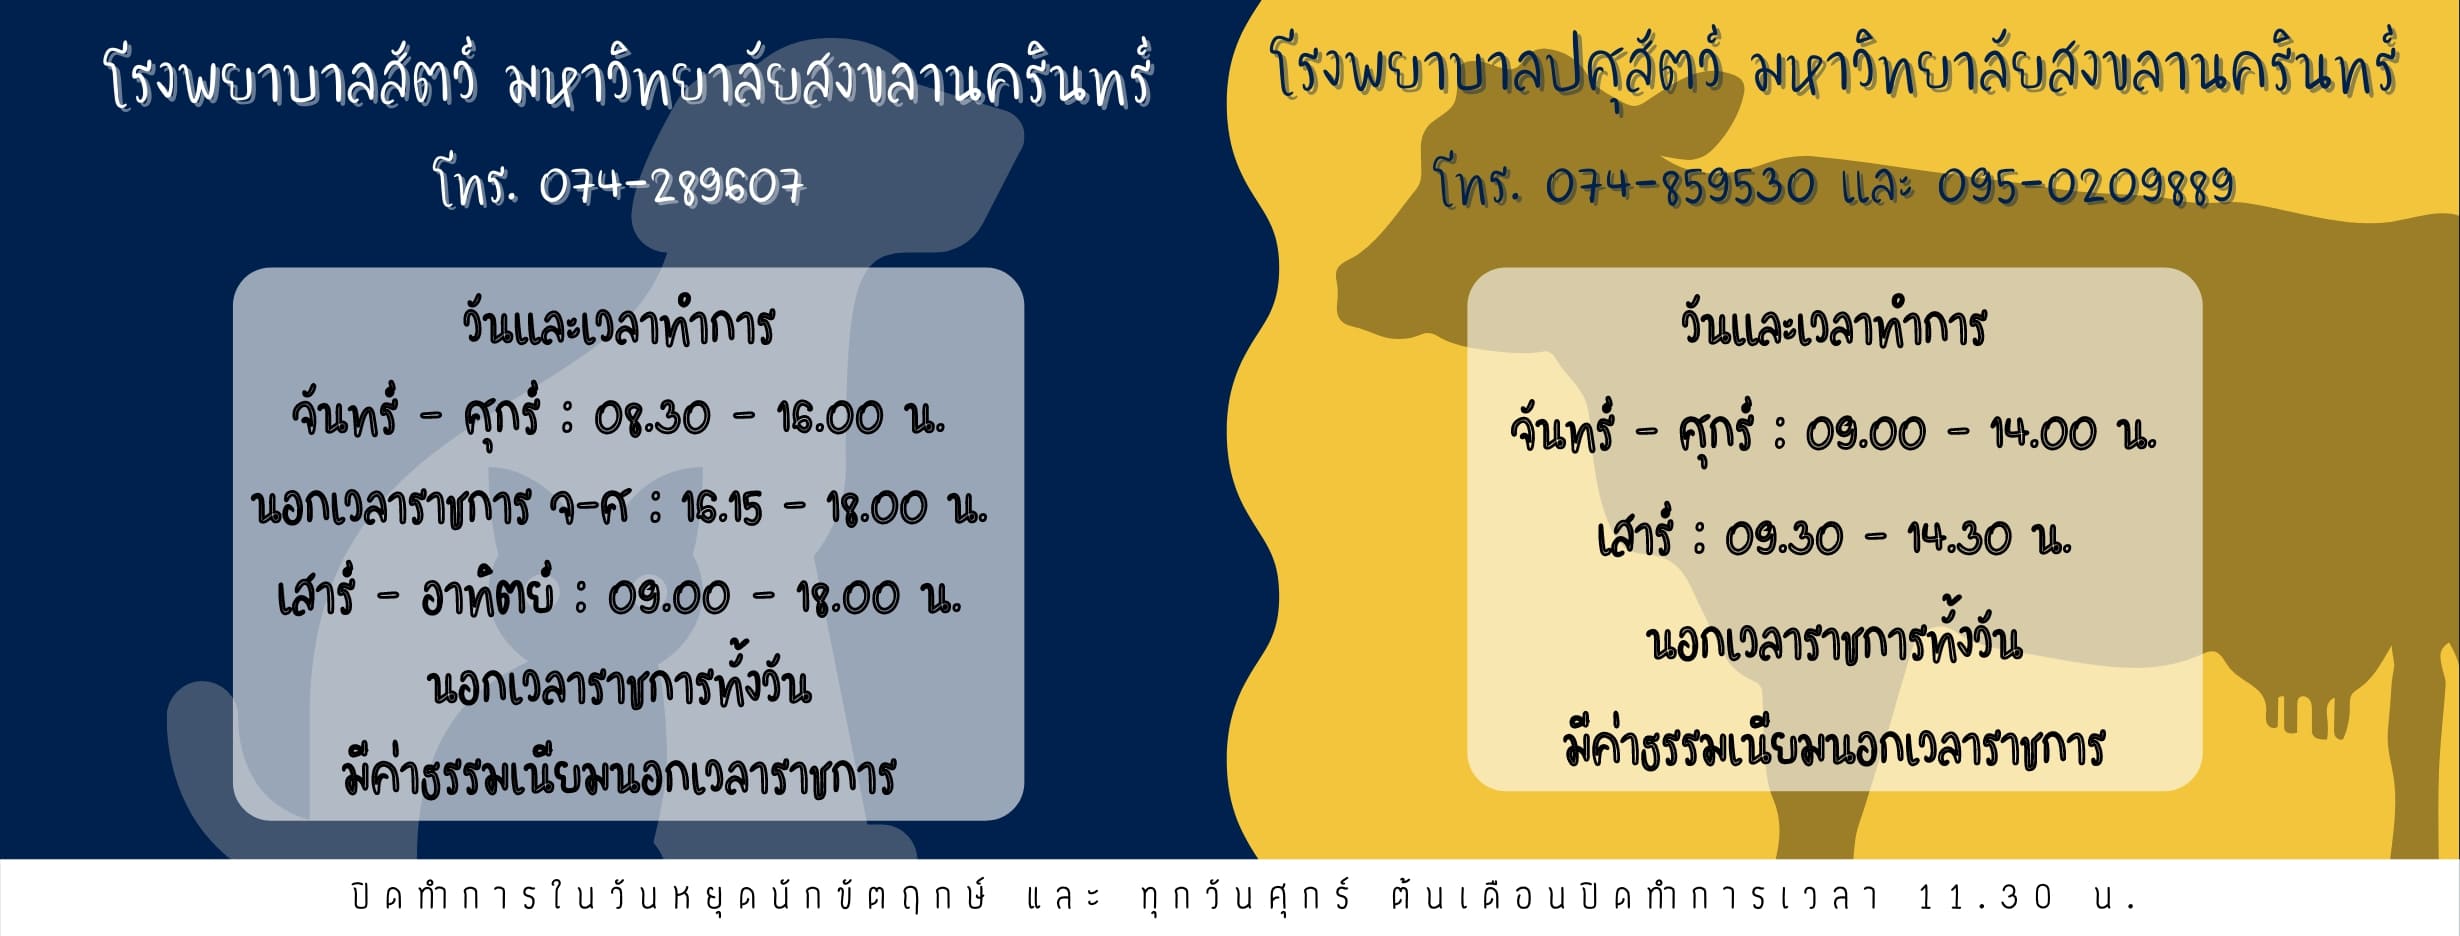 โรงพยาบาลสัตว์ มหาวิทยาลัยสงขลานครินทร์
โทร. 074-289607
วันและเวลาทำการ
จันทร์ - ศุกร์ : 08.30 - 16.00 น.
นอกเวลาราชการ จ-ศ : 16.15 - 18.00 น.
เสาร์ - อาทิตย์ : 09.00 - 18.00 น.
นอกเวลาราชการทั้งวัน
มีค่าธรรมเนียมนอกเวลาราชการ
โรงพยาบาลปศุสัตว์ มหาวิทยาลัยสงขลานครินทร์
โทร. 074-859530 และ 095-0209889
วันและเวลาทำการ
จันทร์ - ศุกร์ : 09.00 - 14.00 น.
เสาร์ : 09.30 - 14.30 น.
นอกเวลาราชการทั้งวัน
มีค่าธรรมเนียมนอกเวลาราชการ
ปิดทำการในวันหยุดนักขัตฤกษ์ และ ทุกวันศุกร์ ต้นเดือนปิดทำการเวลา 11.30 น.